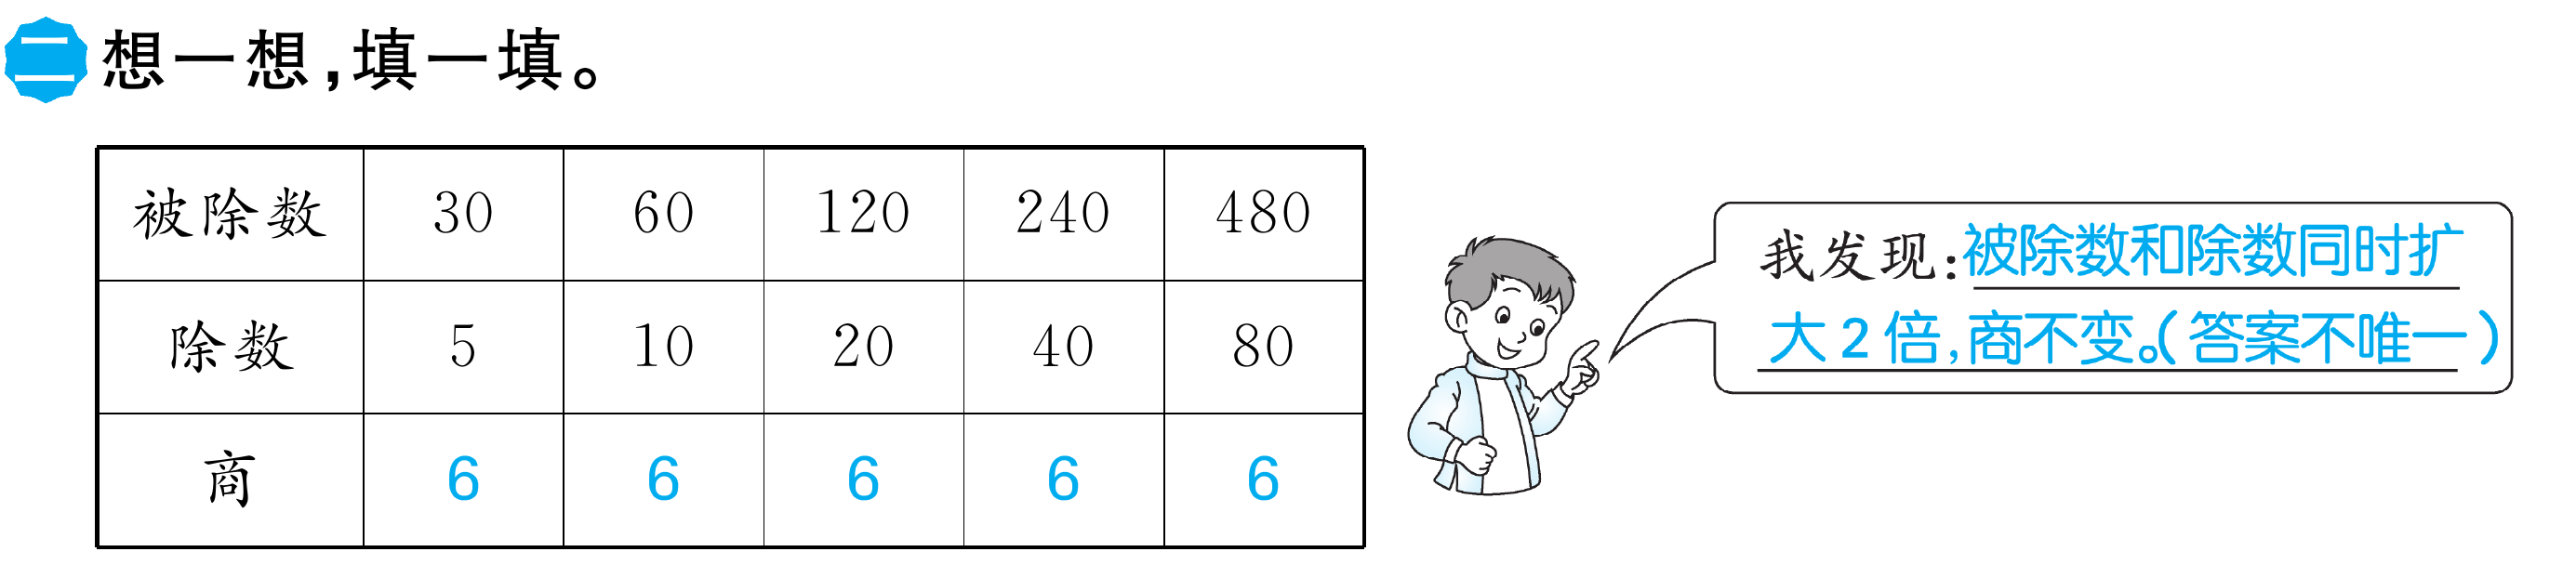 二 想一想,填一填。
被除数 30 60 120 240 480
除数 5 10 20 40 80
商 6 6 6 6 6
我发现:被除数和除数同时扩
大2倍,商不变。(答案不唯一)